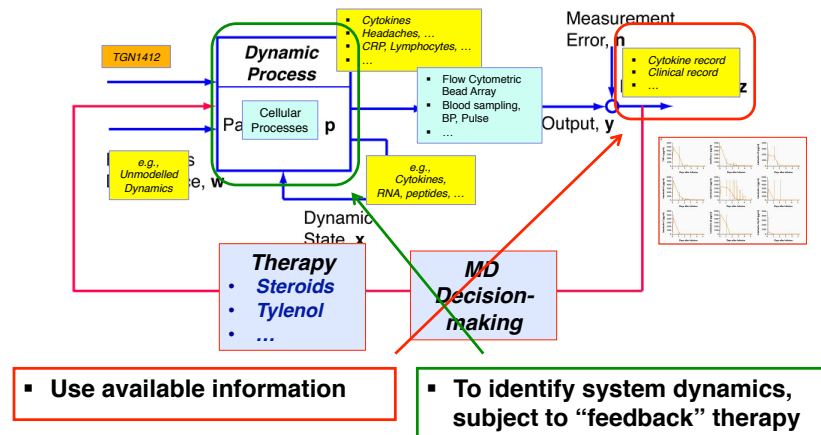 Cytokines
Headaches, …
CRP, Lymphocytes, …
…
Measurement
Error, n
TGN1412
Dynamic
Process
Cytokine record
Clinical record
…
z
Flow Cytometric
Bead Array
Blood sampling,
BP, Pulse
…
Cellular
Processes
Pa
p
Output, y
e.g.,
Unmodelled
Dynamics
s
ce, w
e.g.,
Cytokines,
RNA, peptides, …
Dynamic
State, x
Therapy
• Steroids
• Tylenol
• …
MD
Decision-
making
▪ Use available information
▪ To identify system dynamics,
subject to “feedback” therapy